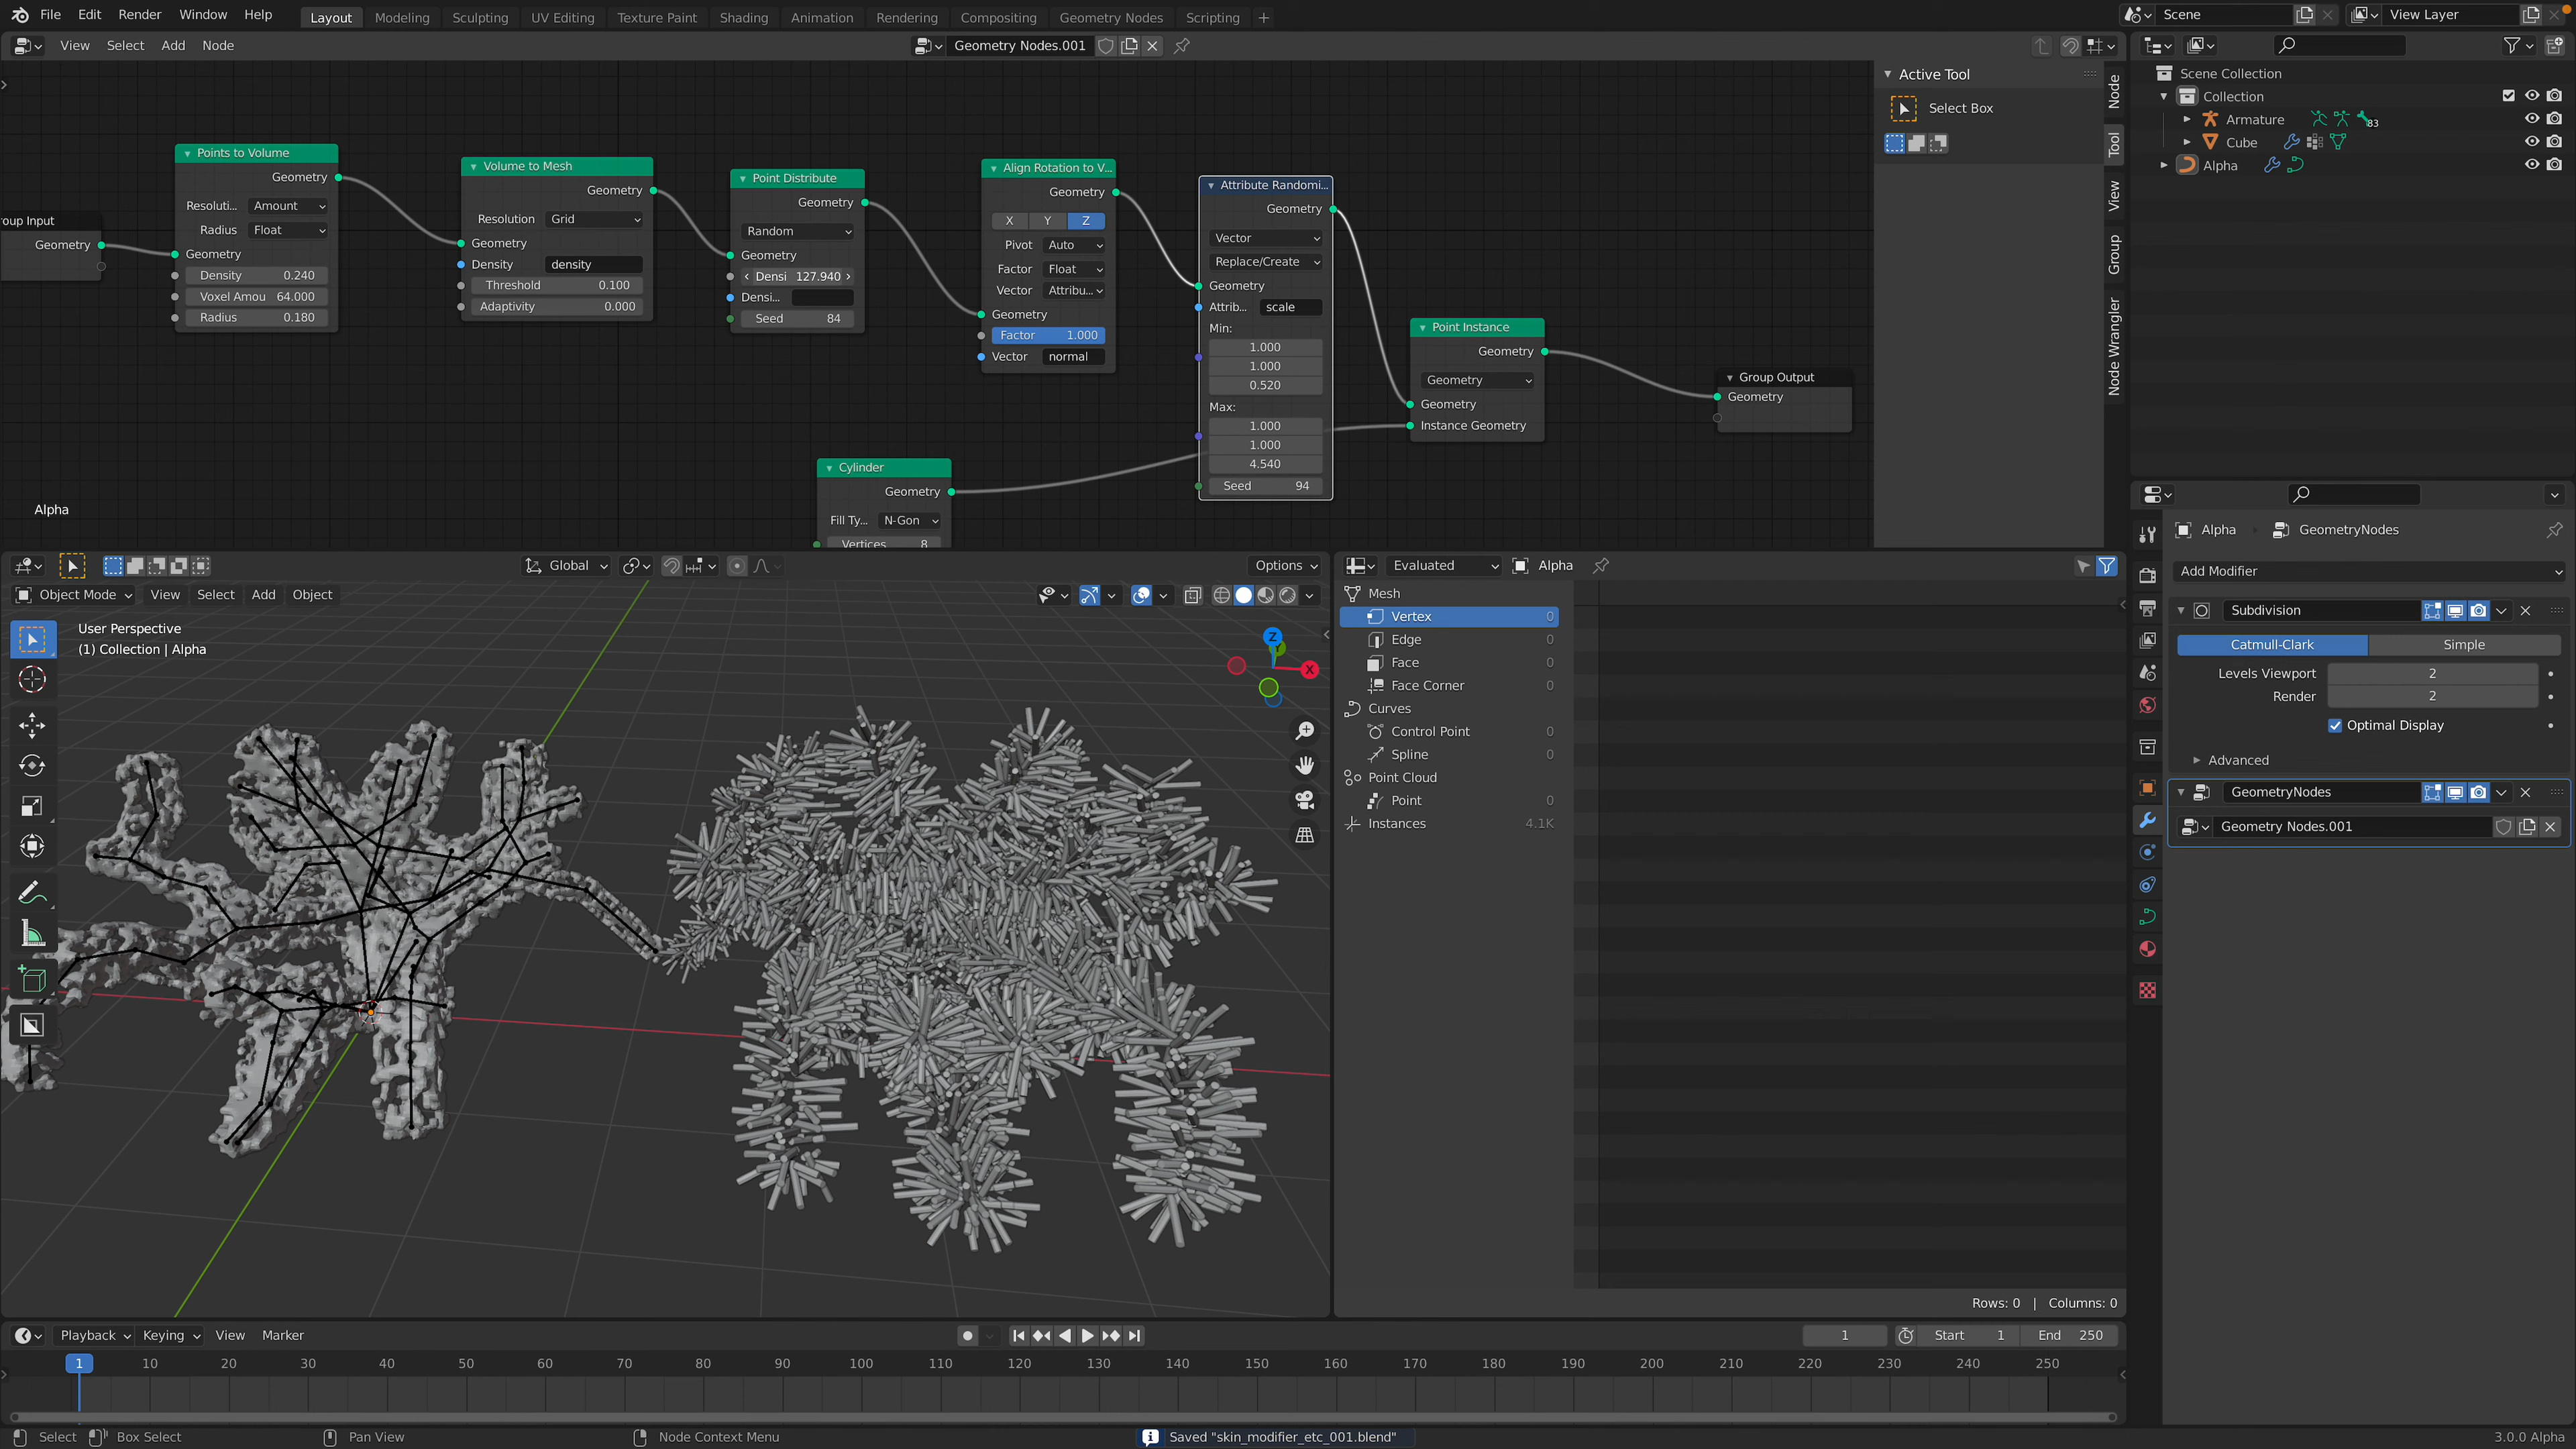 File Edit Render Window Help Layout Modeling Sculpting UV Editing Texture Paint Shading Animation Rendering Compositing Geometry Nodes Scripting + Scene View Layer
View Select Add Node Geometry Nodes.001
Active Tool
Select Box
Node
Tool
View
Group
Node Wrangler
oup Input
Geometry
Points to Volume
Geometry
Resoluti... Amount
Radius Float
Geometry
Density 0.240
Voxel Amou 64.000
Radius 0.180
Volume to Mesh
Geometry
Resolution Grid
Geometry
Density density
Threshold 0.100
Adaptivity 0.000
Point Distribute
Geometry
Random
Geometry
Densi 127.940
Densi...
Seed 84
Align Rotation to V...
Geometry
X Y Z
Pivot Auto
Factor Float
Vector Attribu...
Geometry
Factor 1.000
Vector normal
Attribute Randomi...
Geometry
Vector
Replace/Create
Geometry
Attrib... scale
Min:
1.000
1.000
0.520
Max:
1.000
1.000
4.540
Seed 94
Point Instance
Geometry
Geometry
Geometry
Instance Geometry
Group Output
Geometry
Cylinder
Geometry
Fill Ty... N-Gon
Vertices 8
Alpha
Scene Collection
Collection
Armature 83
Cube
Alpha
Global Options
Object Mode View Select Add Object
User Perspective
(1) Collection | Alpha
Z
X
Evaluated Alpha
Mesh
Vertex 0
Edge 0
Face 0
Face Corner 0
Curves
Control Point 0
Spline 0
Point Cloud
Point 0
Instances 4.1K
Rows: 0 | Columns: 0
Alpha GeometryNodes
Add Modifier
Subdivision
Catmull-Clark Simple
Levels Viewport 2
Render 2
Optimal Display
Advanced
GeometryNodes
Geometry Nodes.001
Playback Keying View Marker 1 Start 1 End 250
1 10 20 30 40 50 60 70 80 90 100 110 120 130 140 150 160 170 180 190 200 210 220 230 240 250
Select Box Select Pan View Node Context Menu Saved "skin_modifier_etc_001.blend" 3.0.0 Alpha